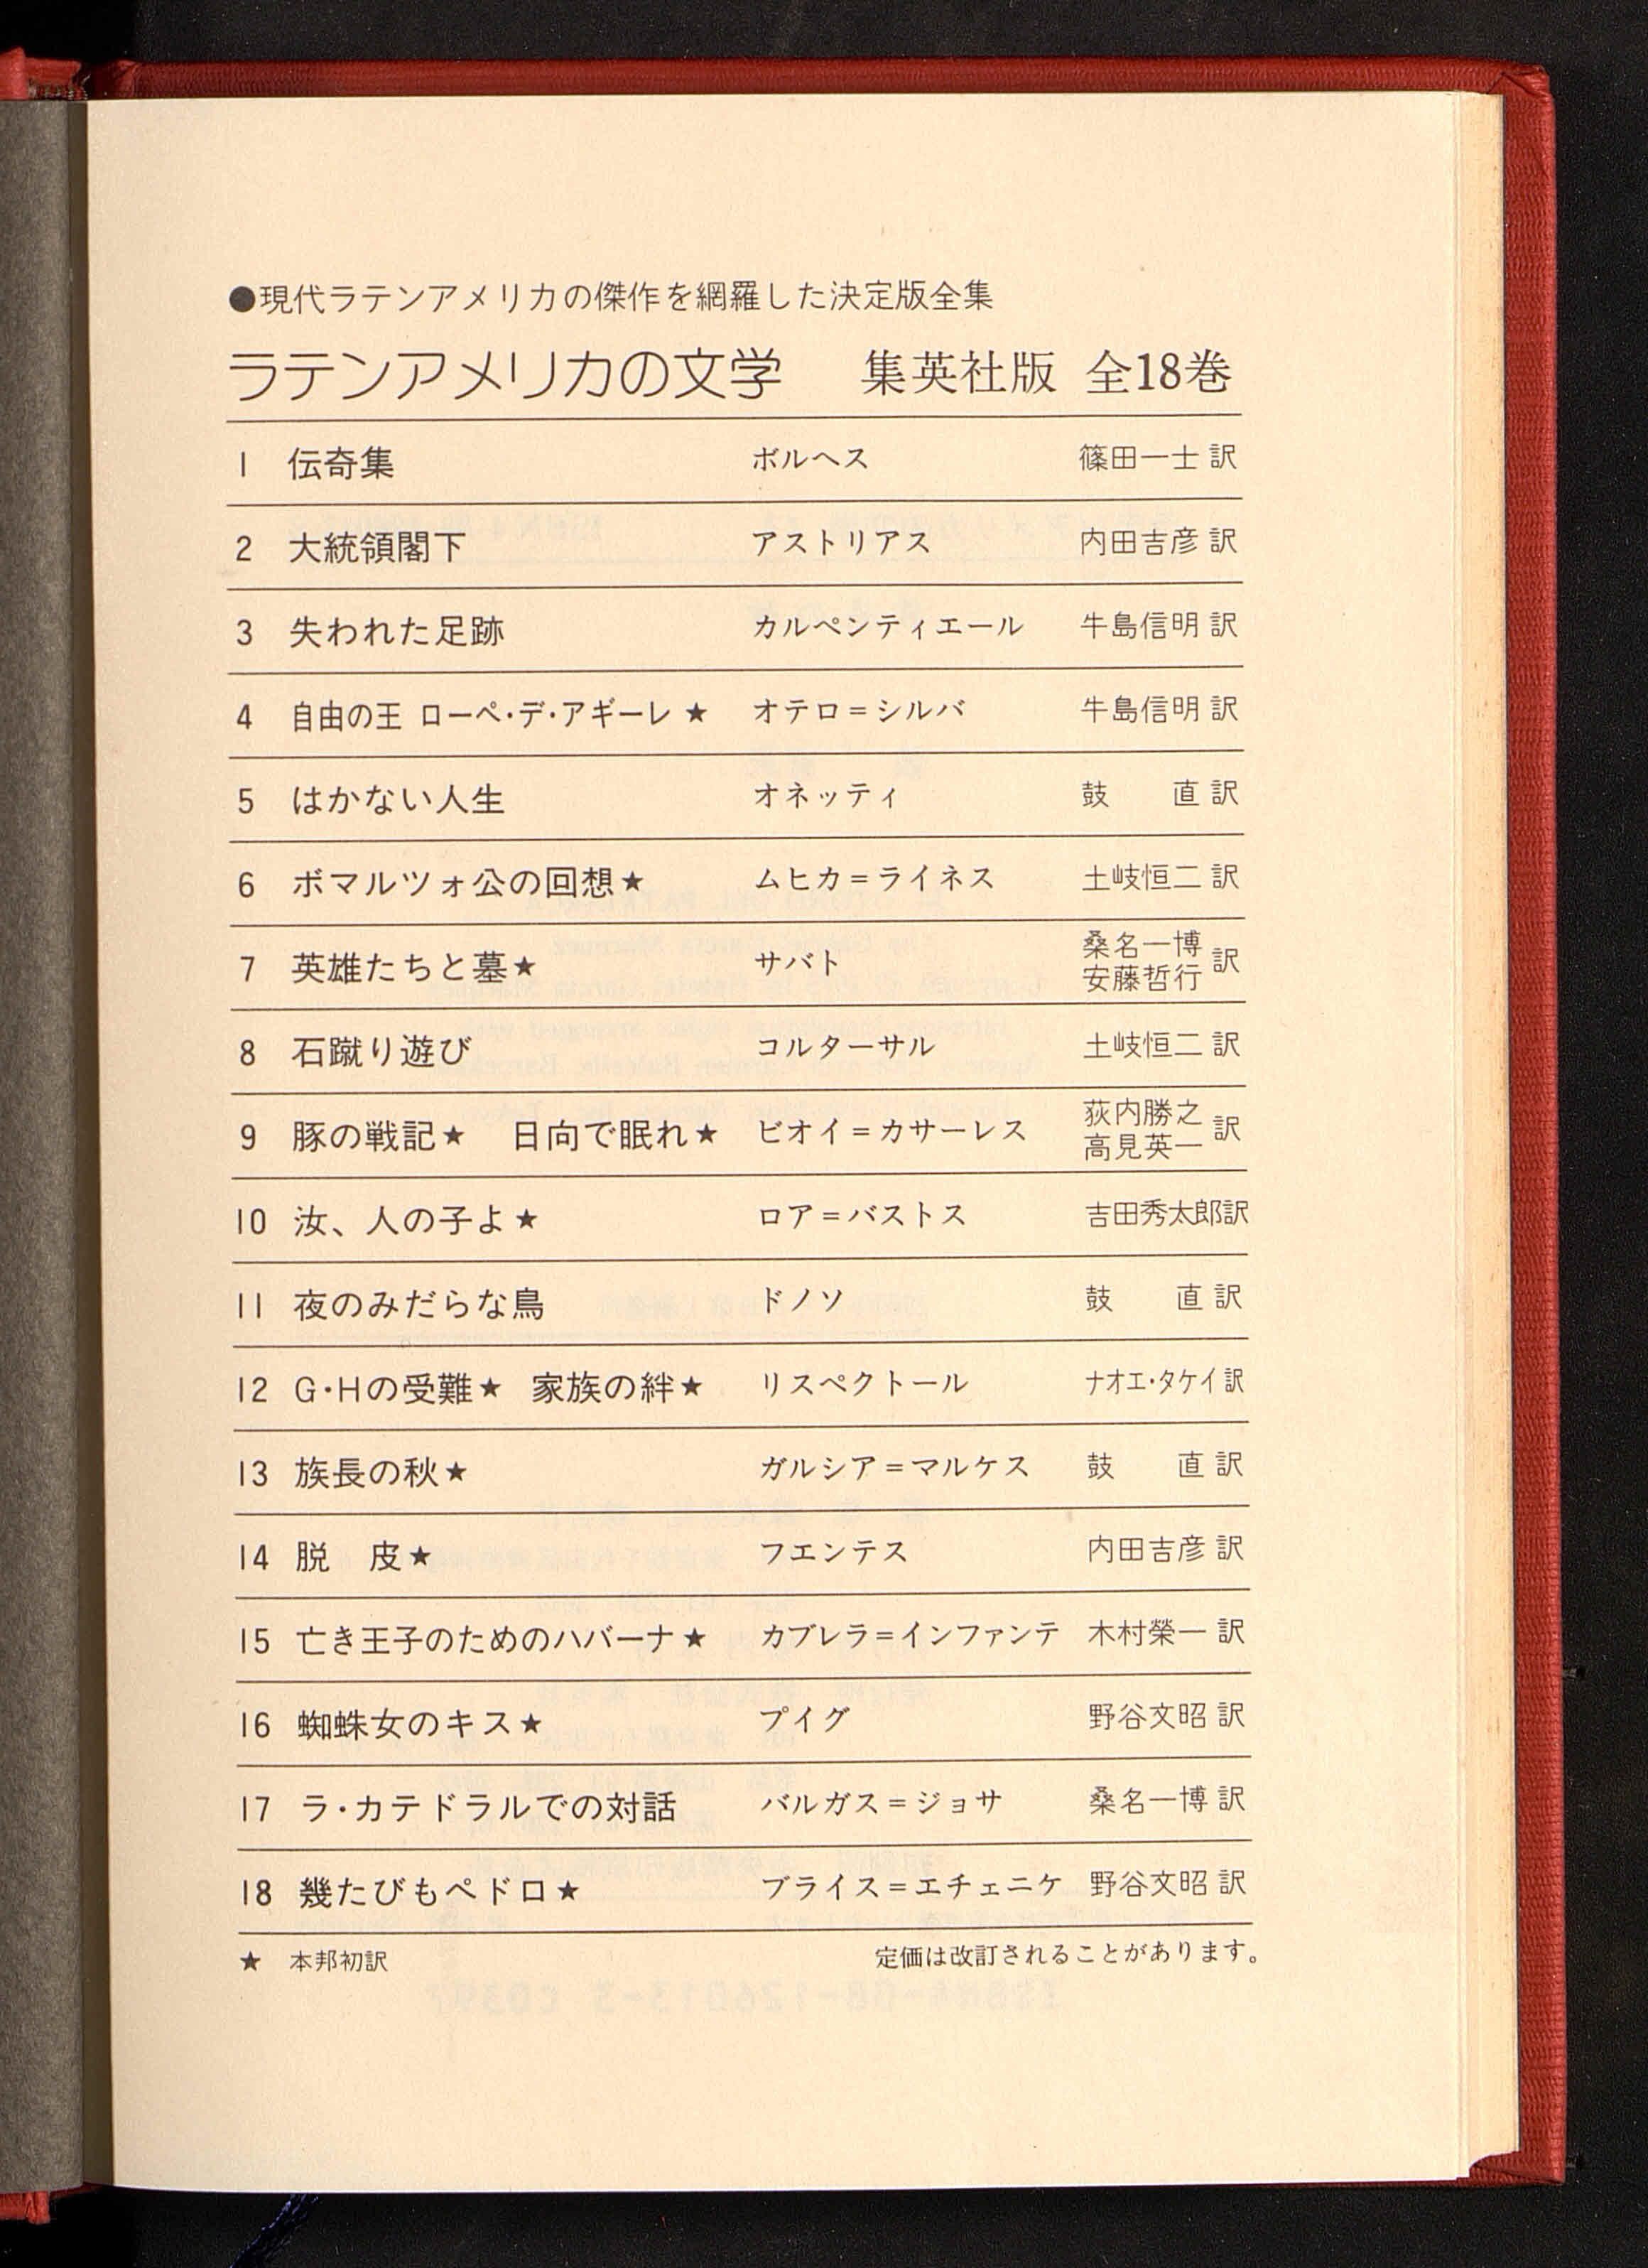 ●現代ラテンアメリカの傑作を網羅した決定版全集
ラテンアメリカの文学 集英社版 全18巻
1 伝奇集 ボルヘス 篠田一士 訳
2 大統領閣下 アストリアス 内田吉彦 訳
3 失われた足跡 カルペンティエール 牛島信明 訳
4 自由の王 ローペ・デ・アギーレ★ オテロ=シルバ 牛島信明 訳
5 はかない人生 オネッティ 鼓 直 訳
6 ボマルツォ公の回想★ ムヒカ=ライネス 土岐恒二 訳
7 英雄たちと墓★ サバト 桑名一博 安藤哲行 訳
8 石蹴り遊び コルターサル 土岐恒二 訳
9 豚の戦記★ 日向で眠れ★ ビオイ=カサーレス 荻内勝之 高見英一 訳
10 汝、人の子よ★ ロア=バストス 吉田秀太郎訳
11 夜のみだらな鳥 ドノソ 鼓 直 訳
12 G・Hの受難★ 家族の絆★ リスペクトール ナオエ・タケイ訳
13 族長の秋★ ガルシア=マルケス 鼓 直 訳
14 脱 皮★ フエンテス 内田吉彦 訳
15 亡き王子のためのハバーナ★ カブレラ=インファンテ 木村榮一 訳
16 蜘蛛女のキス★ プイグ 野谷文昭 訳
17 ラ・カテドラルでの対話 バルガス=ジョサ 桑名一博 訳
18 幾たびもペドロ★ ブライス=エチェニケ 野谷文昭 訳
★ 本邦初訳 定価は改訂されることがあります。